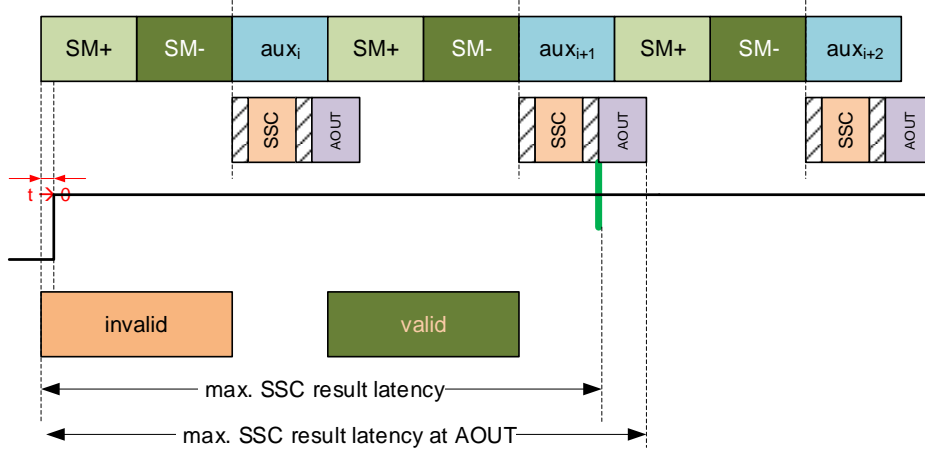 SM+ SM- auxi SM+ SM- auxi+1 SM+ SM- auxi+2
SSC AOUT SSC AOUT SSC AOUT
t → 0
invalid valid
max. SSC result latency
max. SSC result latency at AOUT